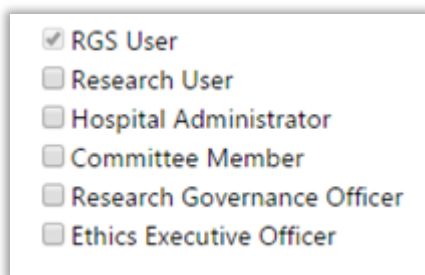 RGS User
Research User
Hospital Administrator
Committee Member
Research Governance Officer
Ethics Executive Officer